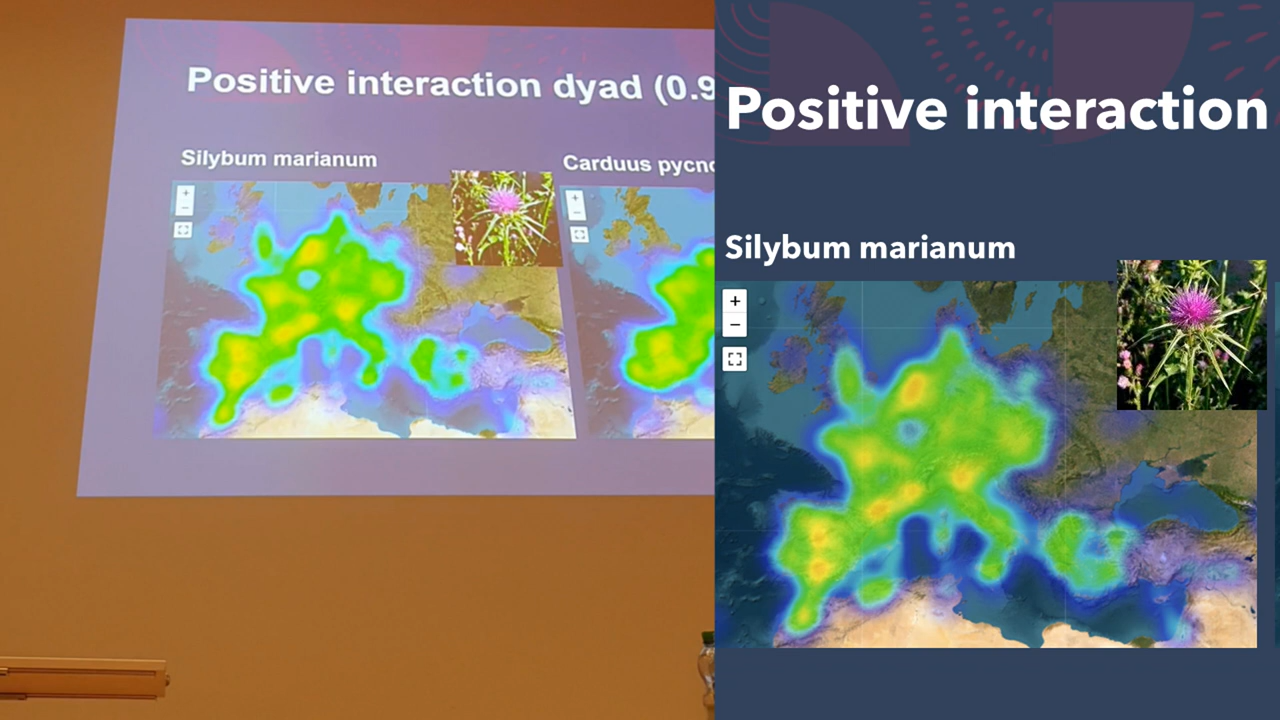 Positive interaction dyad (0.9
Silybum marianum
Carduus pycno
+
−
+
−
Positive interaction
Silybum marianum
+
−